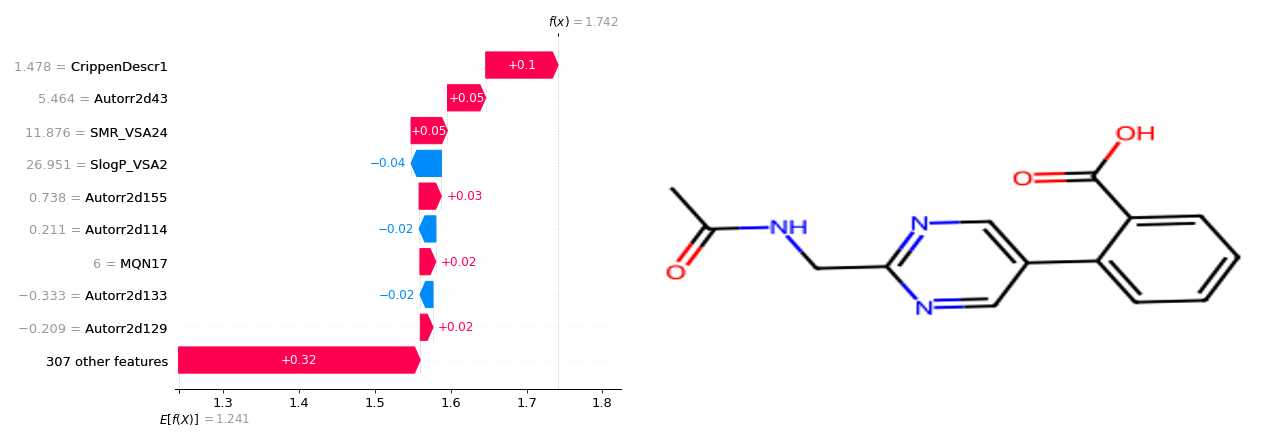 f(x) = 1.742
1.478 = CrippenDescr1
+0.1
5.464 = Autorr2d43
+0.05
11.876 = SMR_VSA24
+0.05
26.951 = SlogP_VSA2
−0.04
0.738 = Autorr2d155
+0.03
0.211 = Autorr2d114
−0.02
6 = MQN17
+0.02
−0.333 = Autorr2d133
−0.02
−0.209 = Autorr2d129
+0.02
307 other features
+0.32
1.3 1.4 1.5 1.6 1.7 1.8
E[f(X)] = 1.241
OH
O
N
NH
O
N